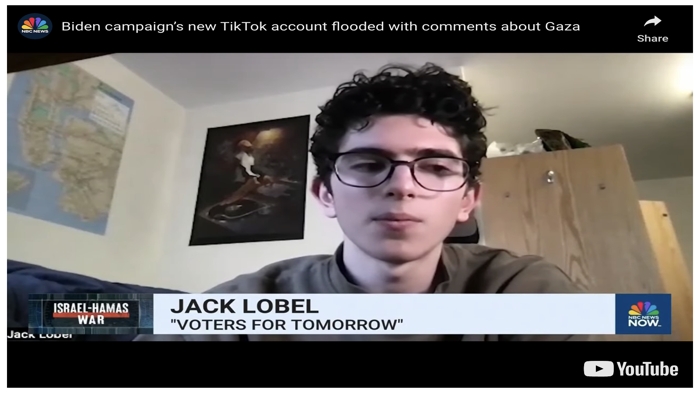 NBC NEWS
Biden campaign's new TikTok account flooded with comments about Gaza
Share
ISRAEL-HAMAS
WAR
JACK LOBEL
"VOTERS FOR TOMORROW"
NBC NEWS
NOW
Jack Lobel
YouTube